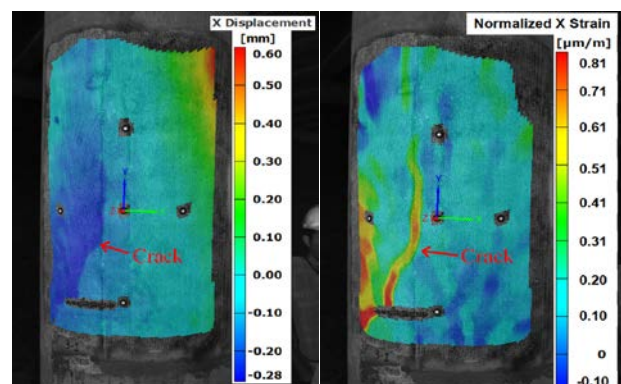 X Displacement
[mm]
0.60
0.50
0.40
0.30
0.20
0.10
0.00
-0.10
-0.20
-0.28
Y
Z
X
Crack
Normalized X Strain
[µm/m]
0.81
0.71
0.61
0.51
0.41
0.31
0.20
0.10
0
-0.10
Y
Z
X
Crack